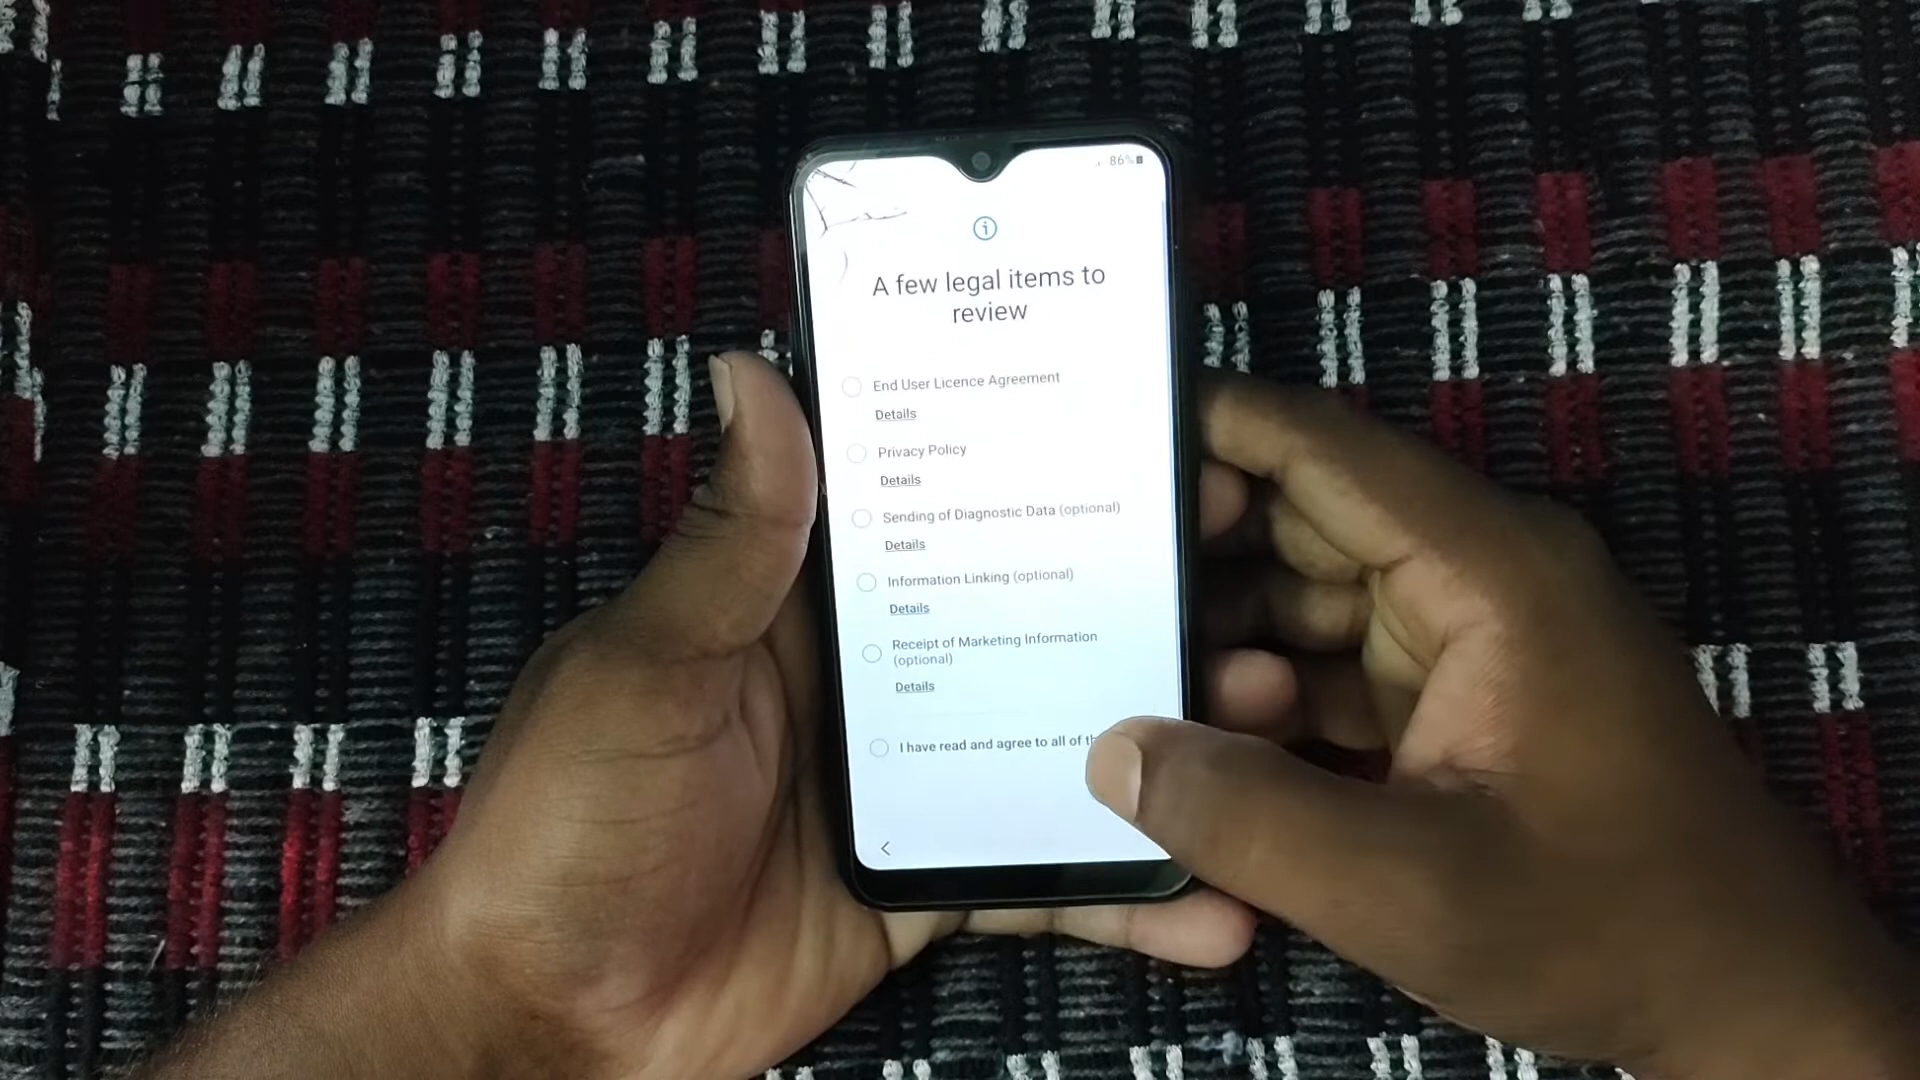 86%
A few legal items to
review
End User Licence Agreement
Details
Privacy Policy
Details
Sending of Diagnostic Data (optional)
Details
Information Linking (optional)
Details
Receipt of Marketing Information
(optional)
Details
I have read and agree to all of